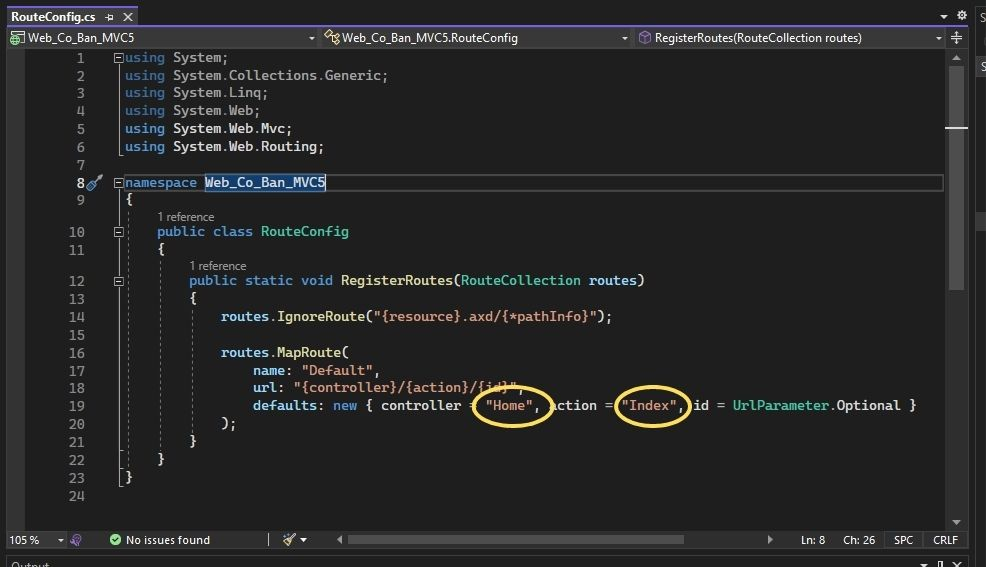 RouteConfig.cs
Web_Co_Ban_MVC5 Web_Co_Ban_MVC5.RouteConfig RegisterRoutes(RouteCollection routes)
1 using System;
2 using System.Collections.Generic;
3 using System.Linq;
4 using System.Web;
5 using System.Web.Mvc;
6 using System.Web.Routing;
7
8 namespace Web_Co_Ban_MVC5
9 {
1 reference
10 public class RouteConfig
11 {
1 reference
12 public static void RegisterRoutes(RouteCollection routes)
13 {
14 routes.IgnoreRoute("{resource}.axd/{*pathInfo}");
15
16 routes.MapRoute(
17 name: "Default",
18 url: "{controller}/{action}/{id}",
19 defaults: new { controller = "Home", action = "Index", id = UrlParameter.Optional }
20 );
21 }
22 }
23 }
24
105 % No issues found Ln: 8 Ch: 26 SPC CRLF
Output